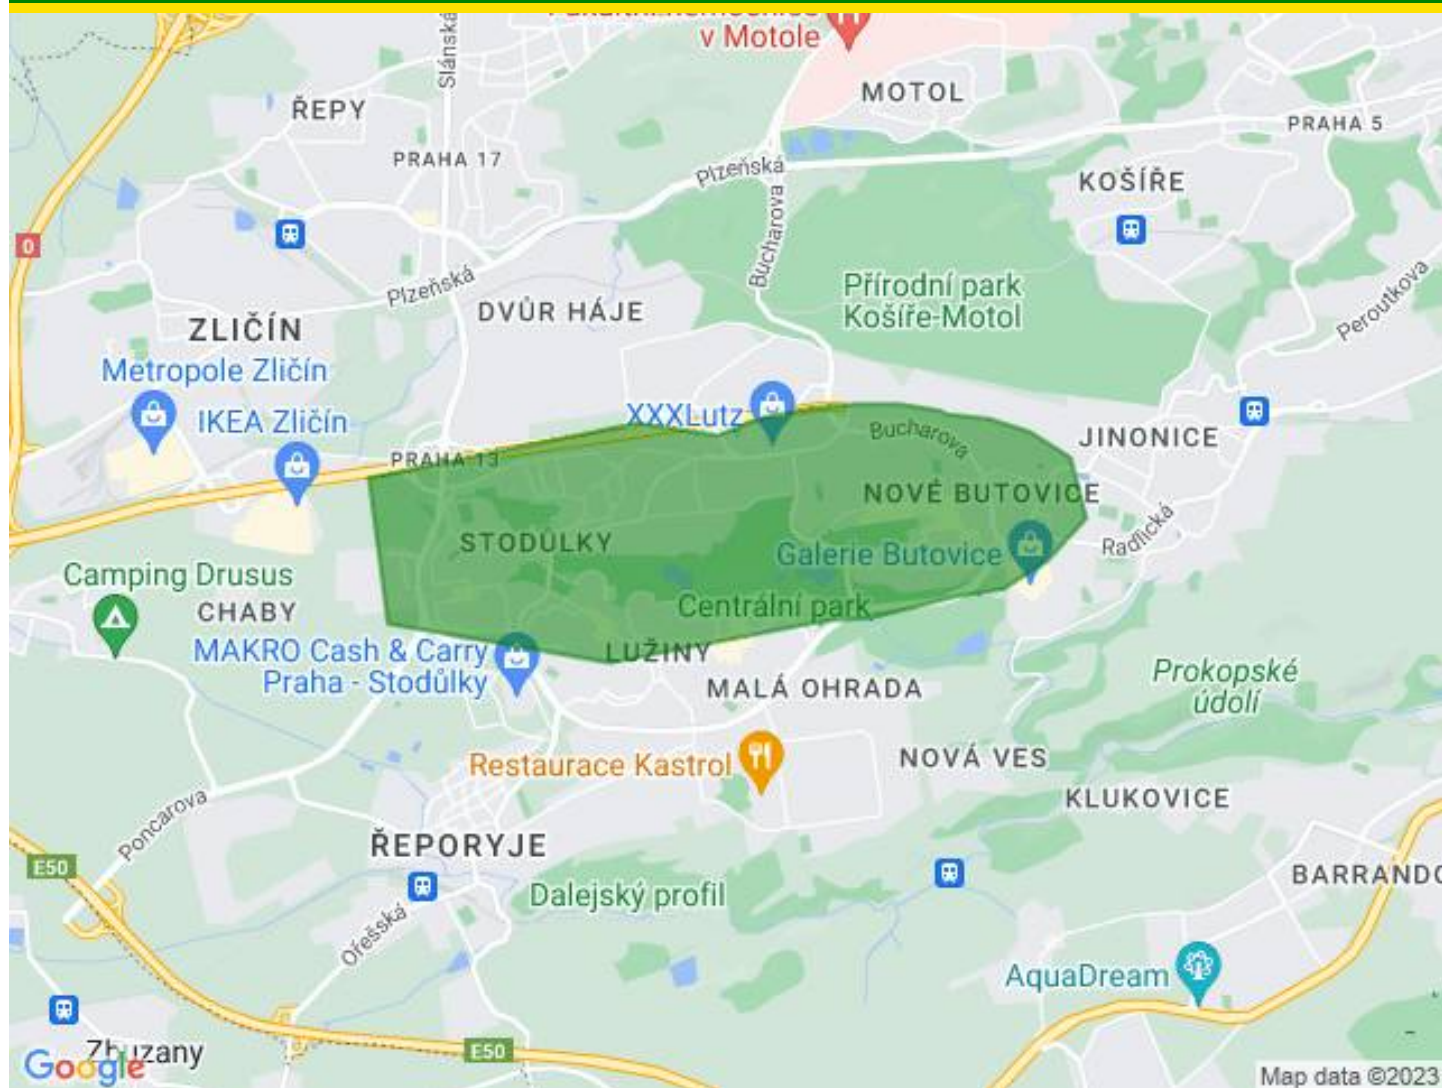 v Motole
Slánská
MOTOL
ŘEPY
PRAHA 5
PRAHA 17
Plzeňská
KOŠÍŘE
Bucharova
0
Plzeňská
Přírodní park
Košíře-Motol
Peroutkova
DVŮR HÁJE
ZLIČÍN
Metropole Zličín
IKEA Zličín
XXXLutz
Bucharova
JINONICE
PRAHA 13
NOVÉ BUTOVICE
STODŮLKY
Galerie Butovice
Radlická
Camping Drusus
CHABY
Centrální park
MAKRO Cash & Carry
Praha - Stodůlky
LUŽINY
MALÁ OHRADA
Prokopské
údolí
Restaurace Kastrol
NOVÁ VES
KLUKOVICE
Poncarova
ŘEPORYJE
E50
BARRANDO
Dalejský profil
Ořešská
AquaDream
Zbuzany
E50
Google
Map data ©2023